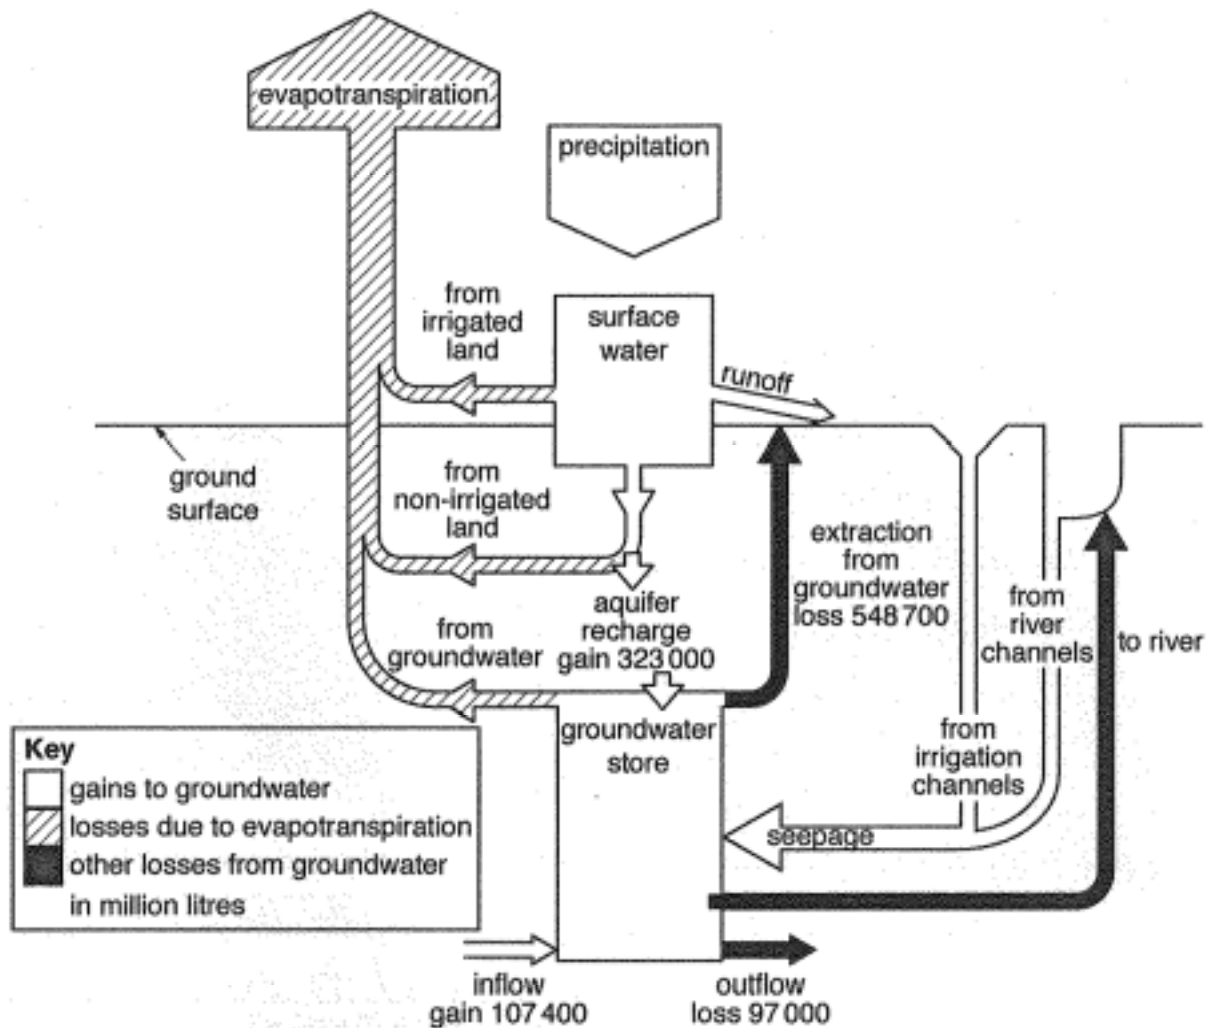 evapotranspiration
precipitation
from
irrigated
land
surface
water
runoff
ground
surface
from
non-irrigated
land
extraction
from
groundwater
loss 548 700
aquifer
recharge
gain 323 000
from
groundwater
from
river
channels
to river
groundwater
store
from
irrigation
channels
seepage
Key
gains to groundwater
losses due to evapotranspiration
other losses from groundwater
in million litres
inflow
gain 107 400
outflow
loss 97 000